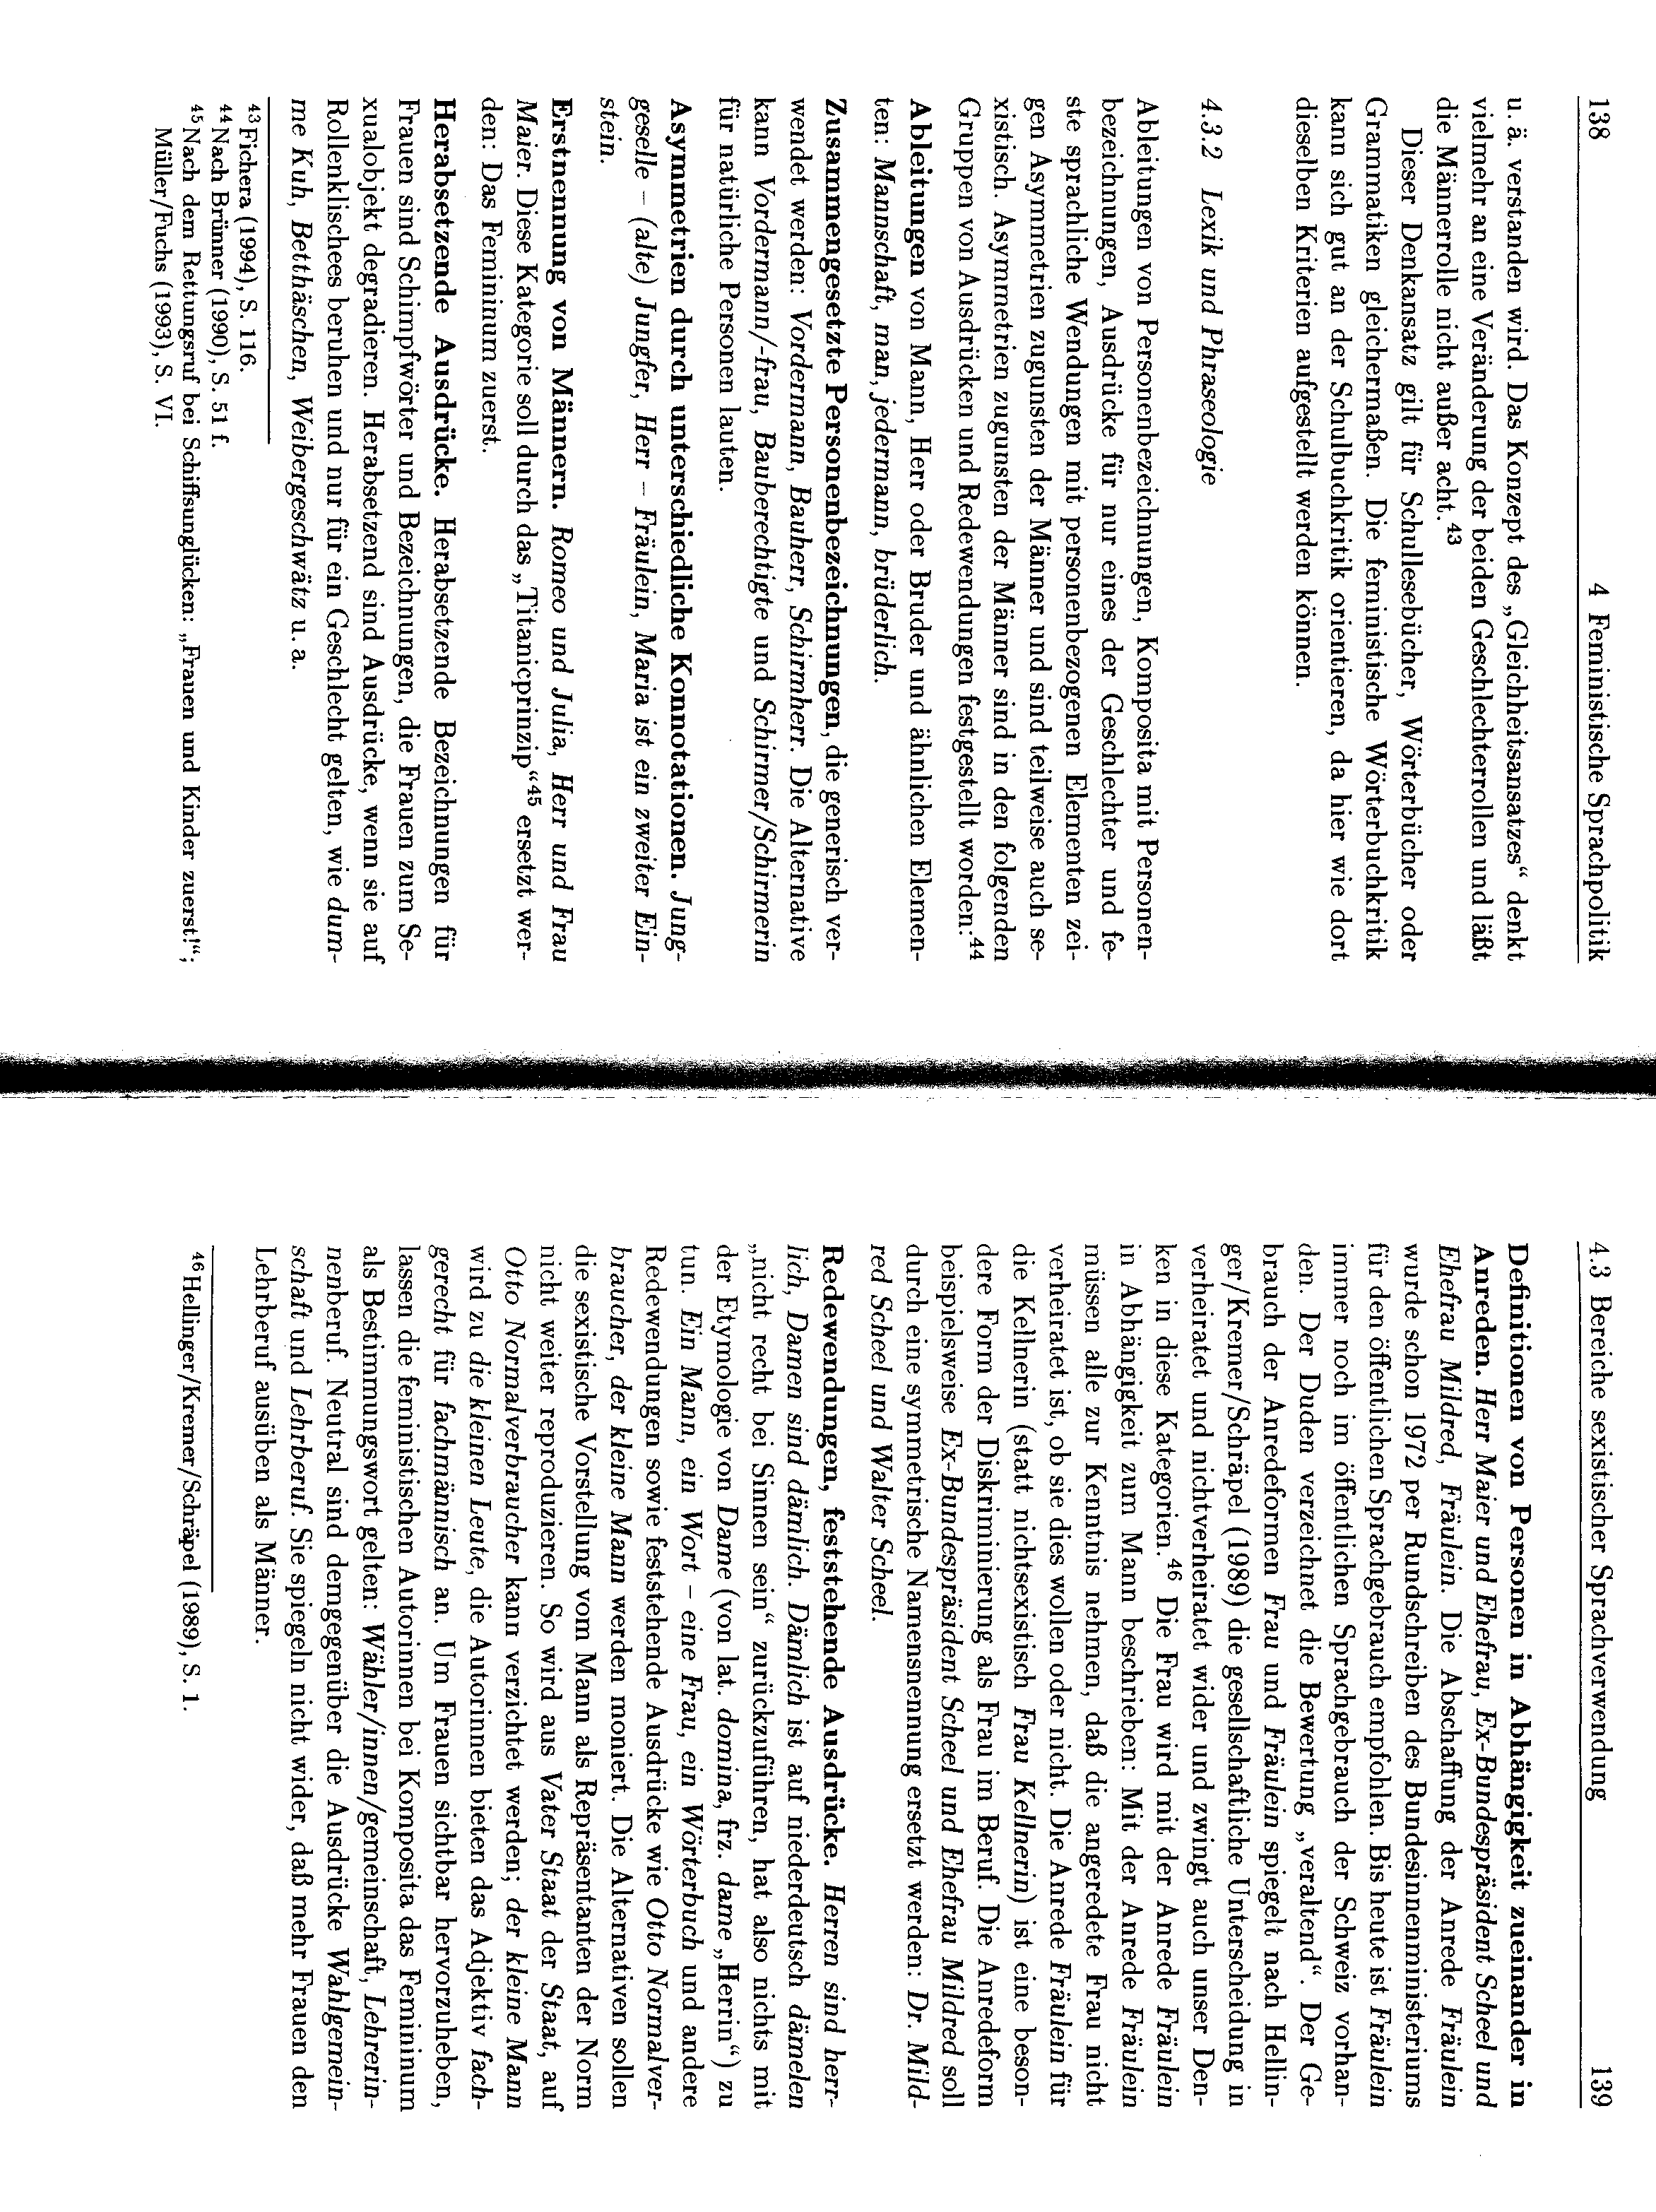 138 4 Feministische Sprachpolitik
u. ä. verstanden wird. Das Konzept des „Gleichheitsansatzes“ denkt
vielmehr an eine Veränderung der beiden Geschlechterrollen und läßt
die Männerrolle nicht außer acht.43
Dieser Denkansatz gilt für Schullesebücher, Wörterbücher oder
Grammatiken gleichermaßen. Die feministische Wörterbuchkritik
kann sich gut an der Schulbuchkritik orientieren, da hier wie dort
dieselben Kriterien aufgestellt werden können.
4.3.2 Lexik und Phraseologie
Ableitungen von Personenbezeichnungen, Komposita mit Personen-
bezeichnungen, Ausdrücke für nur eines der Geschlechter und fe-
ste sprachliche Wendungen mit personenbezogenen Elementen zei-
gen Asymmetrien zugunsten der Männer und sind teilweise auch se-
xistisch. Asymmetrien zugunsten der Männer sind in den folgenden
Gruppen von Ausdrücken und Redewendungen festgestellt worden:44
Ableitungen von Mann, Herr oder Bruder und ähnlichen Elemen-
ten: Mannschaft, man, jedermann, brüderlich.
Zusammengesetzte Personenbezeichnungen, die generisch ver-
wendet werden: Vordermann, Bauherr, Schirmherr. Die Alternative
kann Vordermann/-frau, Bauberechtigte und Schirmer/Schirmerin
für natürliche Personen lauten.
Asymmetrien durch unterschiedliche Konnotationen. Jung-
geselle – (alte) Jungfer, Herr – Fräulein, Maria ist ein zweiter Ein-
stein.
Erstnennung von Männern. Romeo und Julia, Herr und Frau
Maier. Diese Kategorie soll durch das „Titanicprinzip“45 ersetzt wer-
den: Das Femininum zuerst.
Herabsetzende Ausdrücke. Herabsetzende Bezeichnungen für
Frauen sind Schimpfwörter und Bezeichnungen, die Frauen zum Se-
xualobjekt degradieren. Herabsetzend sind Ausdrücke, wenn sie auf
Rollenklischees beruhen und nur für ein Geschlecht gelten, wie dum-
me Kuh, Betthäschen, Weibergeschwätz u. a.
43 Fichera (1994), S. 116.
44 Nach Brünner (1990), S. 51 f.
45 Nach dem Rettungsruf bei Schiffsunglücken: „Frauen und Kinder zuerst!“;
Müller/Fuchs (1993), S. VI.
4.3 Bereiche sexistischer Sprachverwendung 139
Definitionen von Personen in Abhängigkeit zueinander in
Anreden. Herr Maier und Ehefrau, Ex-Bundespräsident Scheel und
Ehefrau Mildred, Fräulein. Die Abschaffung der Anrede Fräulein
wurde schon 1972 per Rundschreiben des Bundesinnenministeriums
für den öffentlichen Sprachgebrauch empfohlen. Bis heute ist Fräulein
immer noch im öffentlichen Sprachgebrauch der Schweiz vorhan-
den. Der Duden verzeichnet die Bewertung „veraltend“. Der Ge-
brauch der Anredeformen Frau und Fräulein spiegelt nach Hellin-
ger/Kremer/Schräpel (1989) die gesellschaftliche Unterscheidung in
verheiratet und nichtverheiratet wider und zwingt auch unser Den-
ken in diese Kategorien.46 Die Frau wird mit der Anrede Fräulein
in Abhängigkeit zum Mann beschrieben: Mit der Anrede Fräulein
müssen alle zur Kenntnis nehmen, daß die angeredete Frau nicht
verheiratet ist, ob sie dies wollen oder nicht. Die Anrede Fräulein für
die Kellnerin (statt nichtsexistisch Frau Kellnerin) ist eine beson-
dere Form der Diskriminierung als Frau im Beruf. Die Anredeform
beispielsweise Ex-Bundespräsident Scheel und Ehefrau Mildred soll
durch eine symmetrische Namensnennung ersetzt werden: Dr. Mild-
red Scheel und Walter Scheel.
Redewendungen, feststehende Ausdrücke. Herren sind herr-
lich, Damen sind dämlich. Dämlich ist auf niederdeutsch dämelen
„nicht recht bei Sinnen sein“ zurückzuführen, hat also nichts mit
der Etymologie von Dame (von lat. domina, frz. dame „Herrin“) zu
tun. Ein Mann, ein Wort – eine Frau, ein Wörterbuch und andere
Redewendungen sowie feststehende Ausdrücke wie Otto Normalver-
braucher, der kleine Mann werden moniert. Die Alternativen sollen
die sexistische Vorstellung vom Mann als Repräsentanten der Norm
nicht weiter reproduzieren. So wird aus Vater Staat der Staat, auf
Otto Normalverbraucher kann verzichtet werden; der kleine Mann
wird zu die kleinen Leute, die Autorinnen bieten das Adjektiv fach-
gerecht für fachmännisch an. Um Frauen sichtbar hervorzuheben,
lassen die feministischen Autorinnen bei Komposita das Femininum
als Bestimmungswort gelten: Wähler/innen/gemeinschaft, Lehrerin-
nenberuf. Neutral sind demgegenüber die Ausdrücke Wahlgemein-
schaft und Lehrberuf. Sie spiegeln nicht wider, daß mehr Frauen den
Lehrberuf ausüben als Männer.
46 Hellinger/Kremer/Schräpel (1989), S. 1.